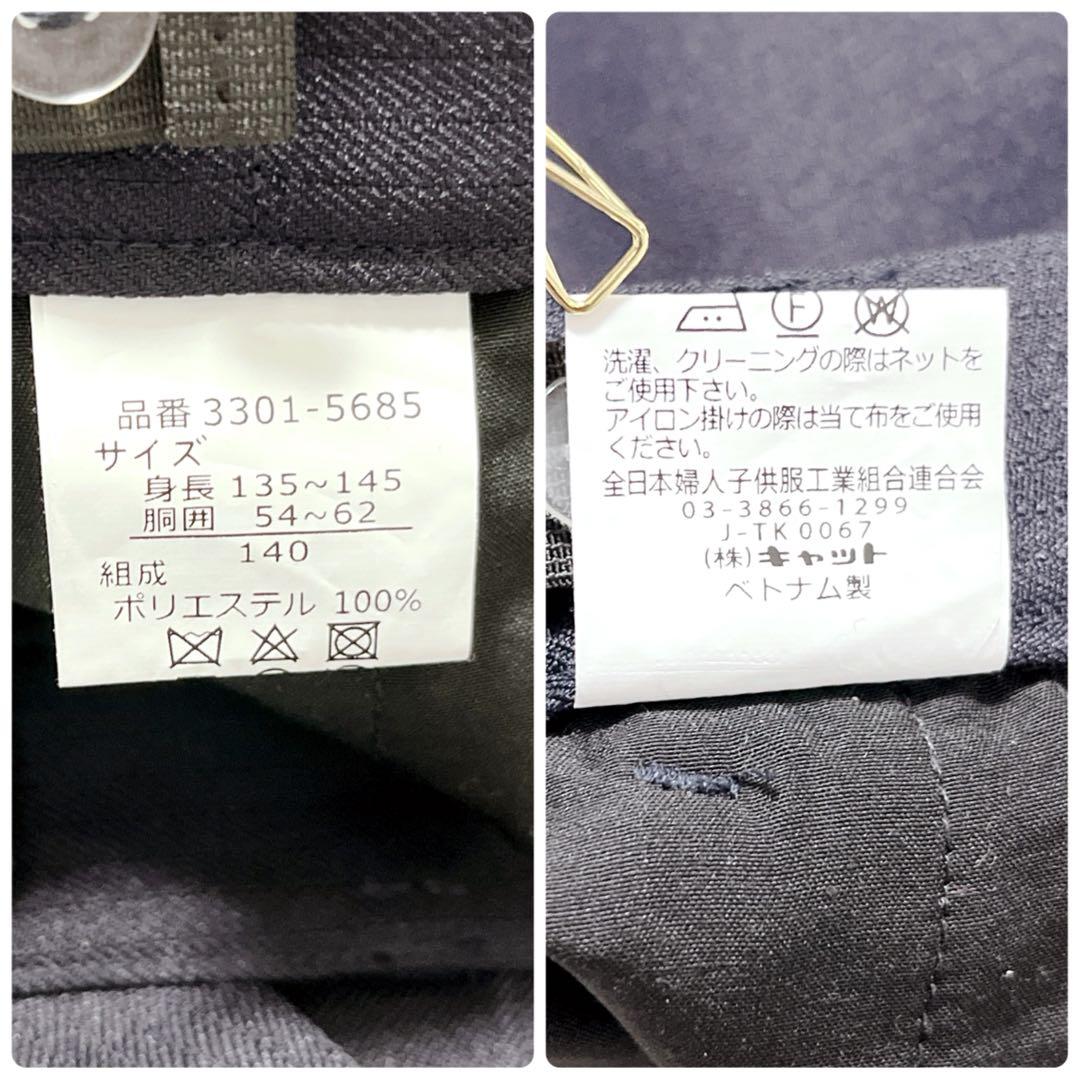 品番 3301-5685
サイズ
身長 135~145
胴囲 54~62
140
組成
ポリエステル 100%
F
W
洗濯、クリーニングの際はネットを
ご使用下さい。
アイロン掛けの際は当て布をご使用
ください。
全日本婦人子供服工業組合連合会
03-3866-1299
J-TK0067
(株)キャット
ベトナム製